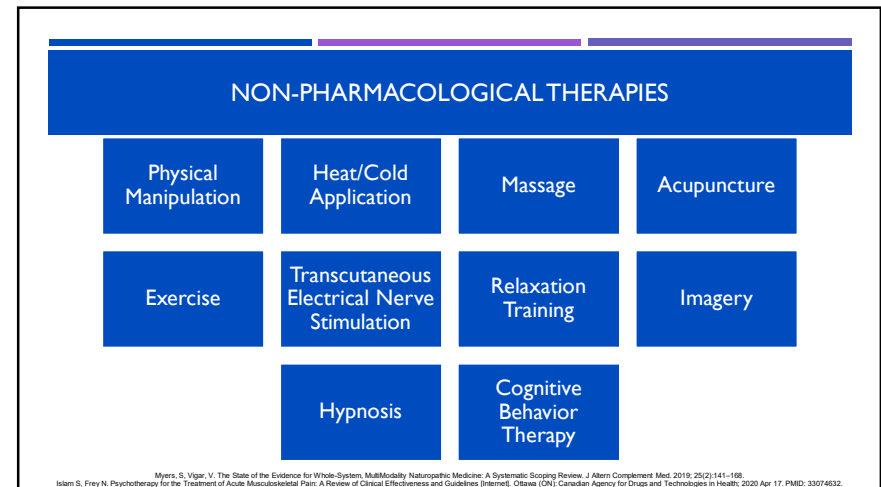 NON-PHARMACOLOGICAL THERAPIES
Physical
Manipulation
Heat/Cold
Application
Massage
Acupuncture
Exercise
Transcutaneous
Electrical Nerve
Stimulation
Relaxation
Training
Imagery
Hypnosis
Cognitive
Behavior
Therapy
Myers, S, Vigar, V. The State of the Evidence for Whole-System, MultiModality Naturopathic Medicine: A Systematic Scoping Review. J Altern Complement Med. 2019; 25(2):141–168.
Islam S, Frey N. Psychotherapy for the Treatment of Acute Musculoskeletal Pain: A Review of Clinical Effectiveness and Guidelines [Internet]. Ottawa (ON): Canadian Agency for Drugs and Technologies in Health; 2020 Apr 17. PMID: 33074632.